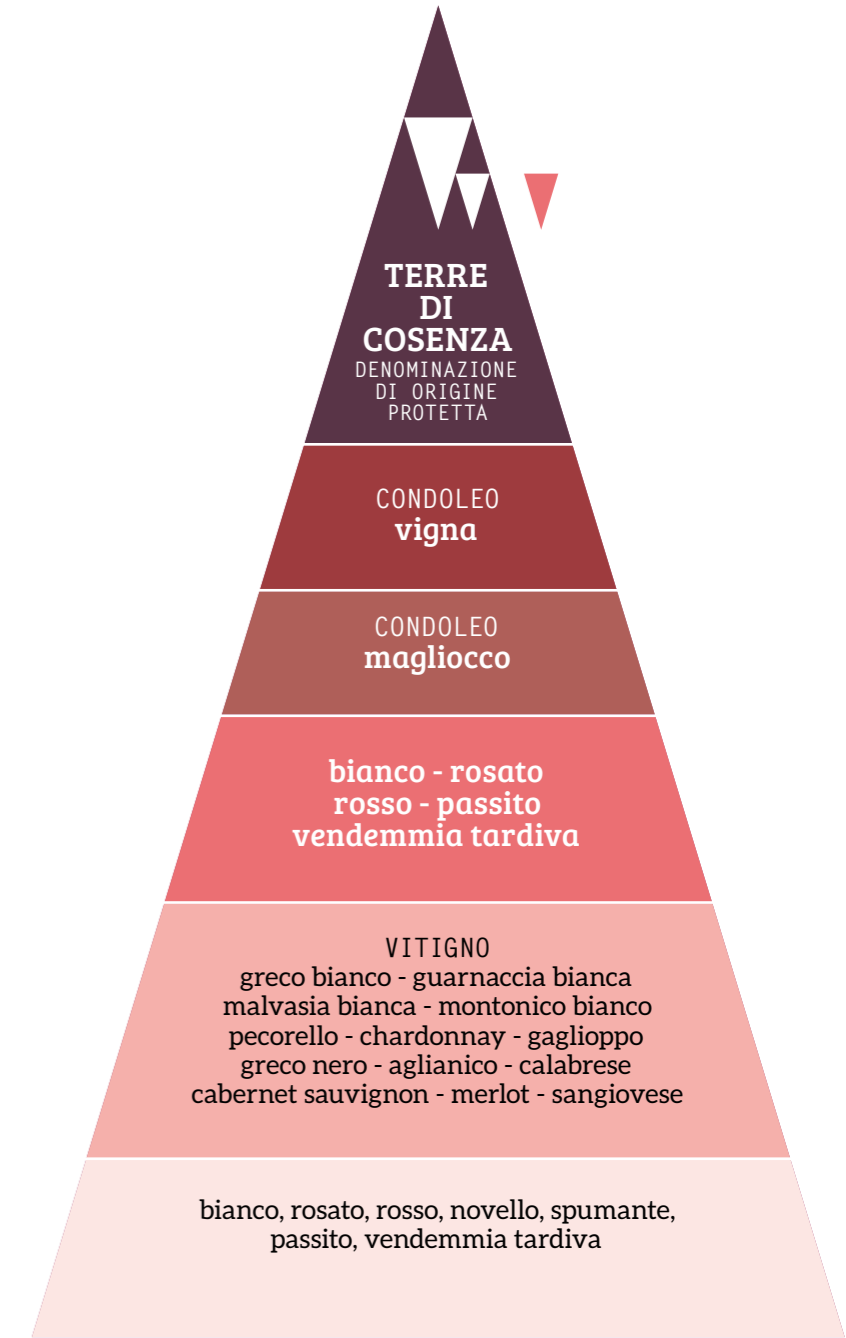 TERRE
DI
COSENZA
DENOMINAZIONE
DI ORIGINE
PROTETTA
CONDOLEO
vigna
CONDOLEO
magliocco
bianco - rosato
rosso - passito
vendemmia tardiva
VITIGNO
greco bianco - guarnaccia bianca
malvasia bianca - montonico bianco
pecorello - chardonnay - gaglioppo
greco nero - aglianico - calabrese
cabernet sauvignon - merlot - sangiovese
bianco, rosato, rosso, novello, spumante,
passito, vendemmia tardiva